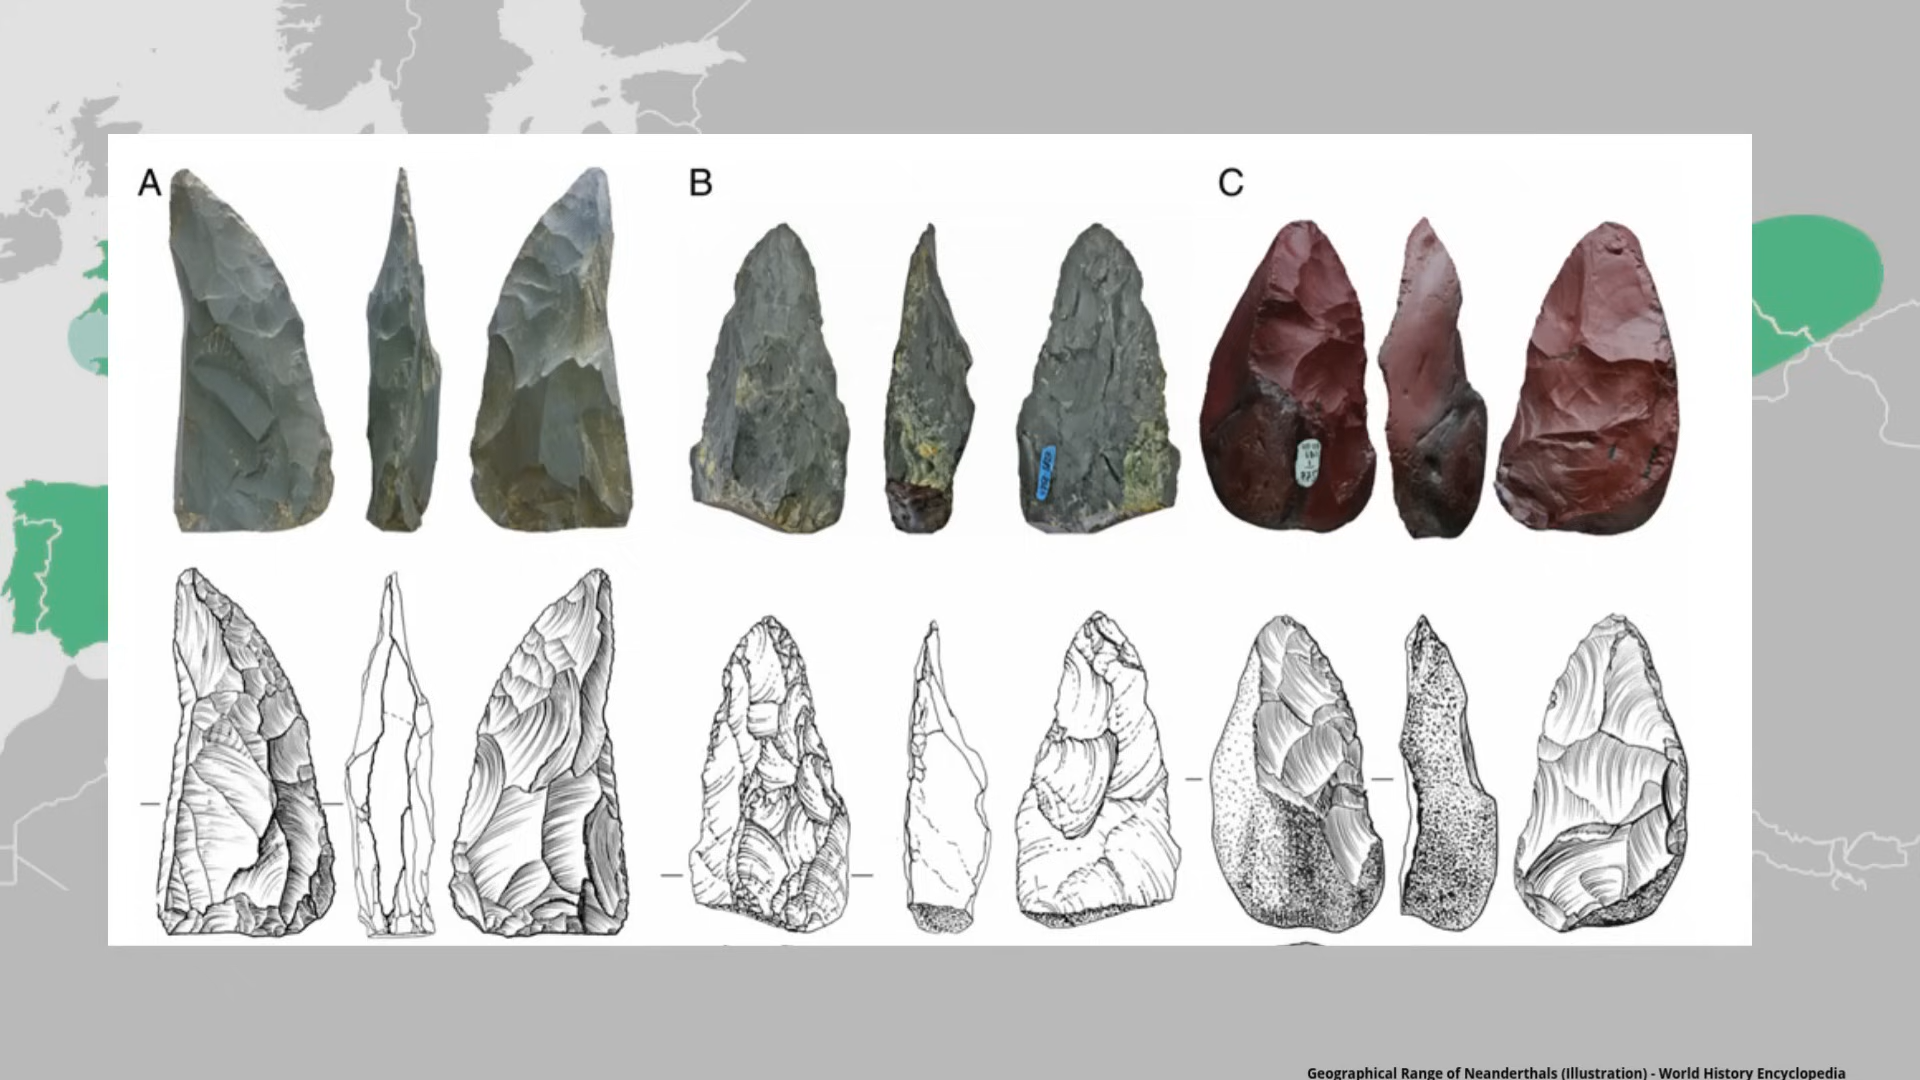 A
B
C
Geographical Range of Neanderthals (Illustration) - World History Encyclopedia